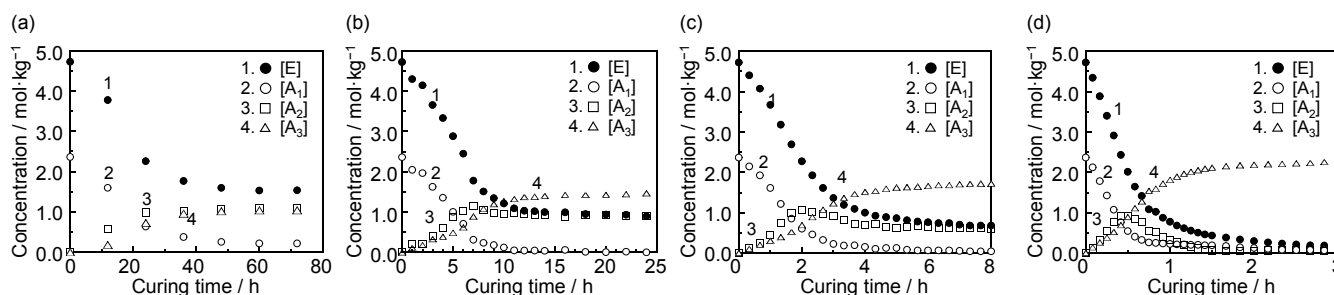 (a)
Concentration / mol·kg⁻¹
5.0
4.0
3.0
2.0
1.0
0.0
1
2
3
4
1. ● [E]
2. ○ [A₁]
3. □ [A₂]
4. △ [A₃]
0 20 40 60 80
Curing time / h
(b)
Concentration / mol·kg⁻¹
5.0
4.0
3.0
2.0
1.0
0.0
1
2
3
4
1. ● [E]
2. ○ [A₁]
3. □ [A₂]
4. △ [A₃]
0 5 10 15 20 25
Curing time / h
(c)
Concentration / mol·kg⁻¹
5.0
4.0
3.0
2.0
1.0
0.0
1
2
3
4
1. ● [E]
2. ○ [A₁]
3. □ [A₂]
4. △ [A₃]
0 2 4 6 8
Curing time / h
(d)
Concentration / mol·kg⁻¹
5.0
4.0
3.0
2.0
1.0
0.0
1
2
3
4
1. ● [E]
2. ○ [A₁]
3. □ [A₂]
4. △ [A₃]
0 1 2 3
Curing time / h